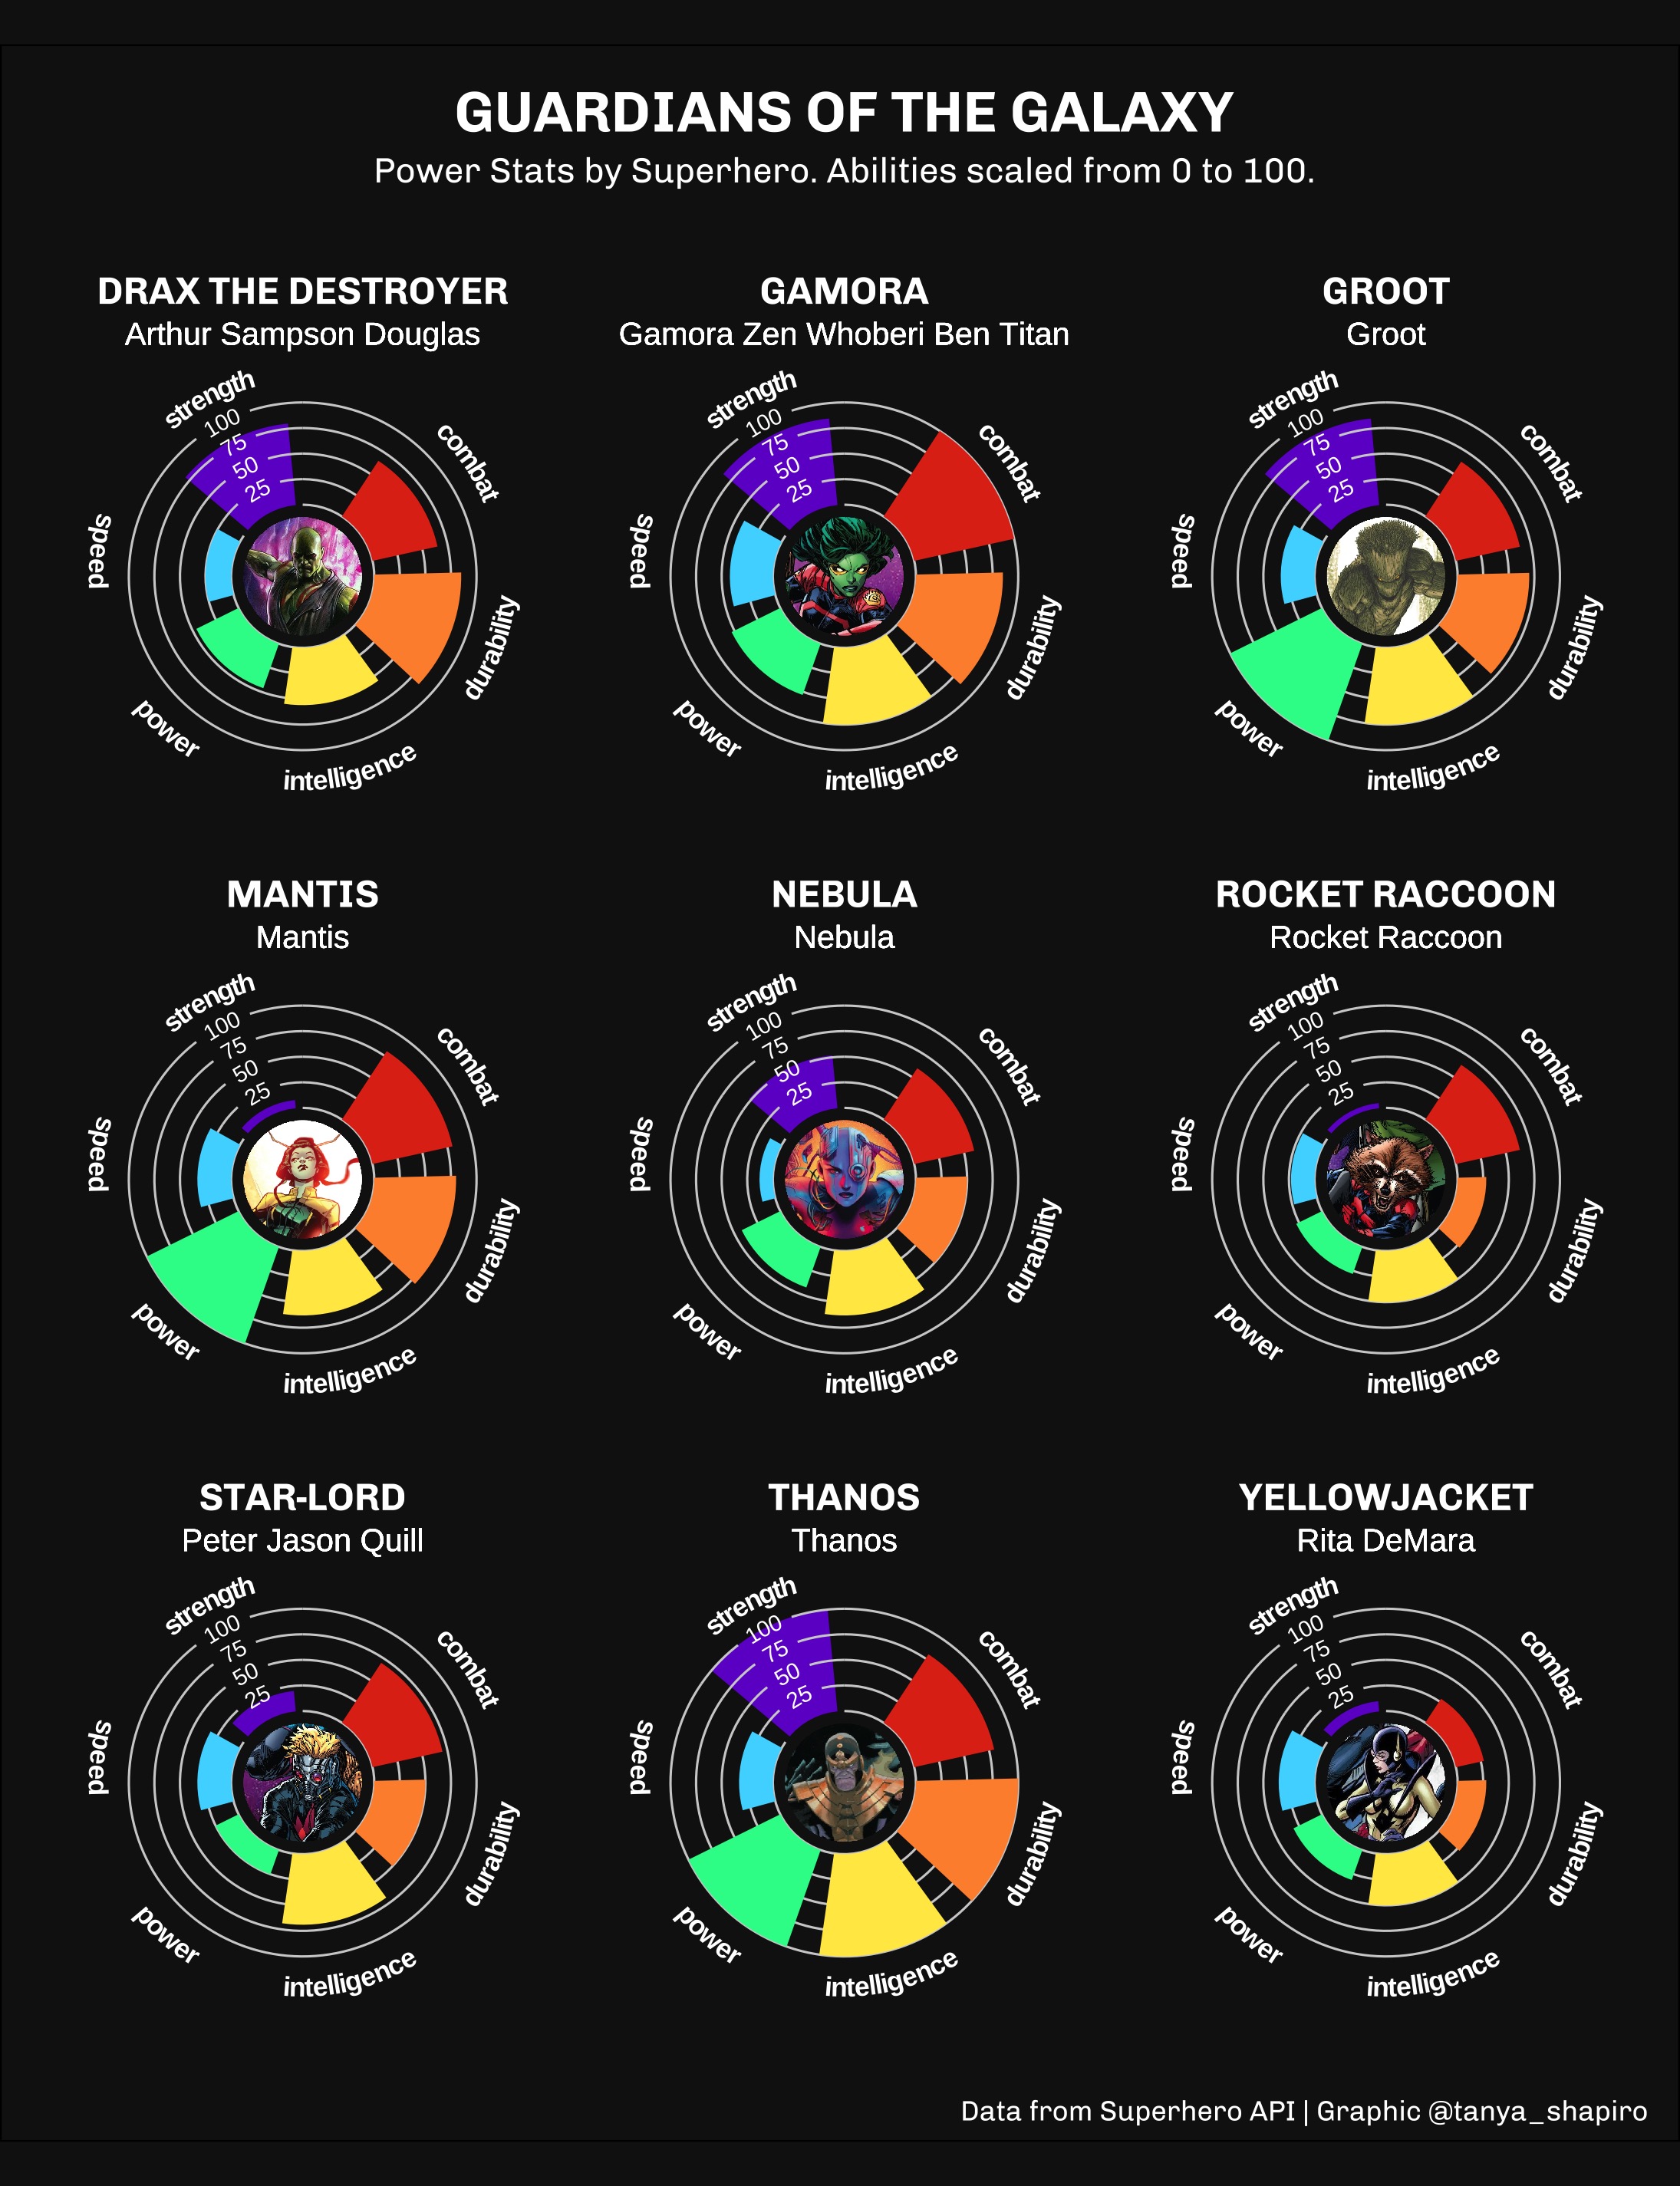 GUARDIANS OF THE GALAXY
Power Stats by Superhero. Abilities scaled from 0 to 100.
DRAX THE DESTROYER
Arthur Sampson Douglas
strength
100
75
50
25
combat
speed
durability
power
intelligence
GAMORA
Gamora Zen Whoberi Ben Titan
strength
100
75
50
25
combat
speed
durability
power
intelligence
GROOT
Groot
strength
100
75
50
25
combat
speed
durability
power
intelligence
MANTIS
Mantis
strength
100
75
50
25
combat
speed
durability
power
intelligence
NEBULA
Nebula
strength
100
75
50
25
combat
speed
durability
power
intelligence
ROCKET RACCOON
Rocket Raccoon
strength
100
75
50
25
combat
speed
durability
power
intelligence
STAR-LORD
Peter Jason Quill
strength
100
75
50
25
combat
speed
durability
power
intelligence
THANOS
Thanos
strength
100
75
50
25
combat
speed
durability
power
intelligence
YELLOWJACKET
Rita DeMara
strength
100
75
50
25
combat
speed
durability
power
intelligence
Data from Superhero API | Graphic @tanya_shapiro